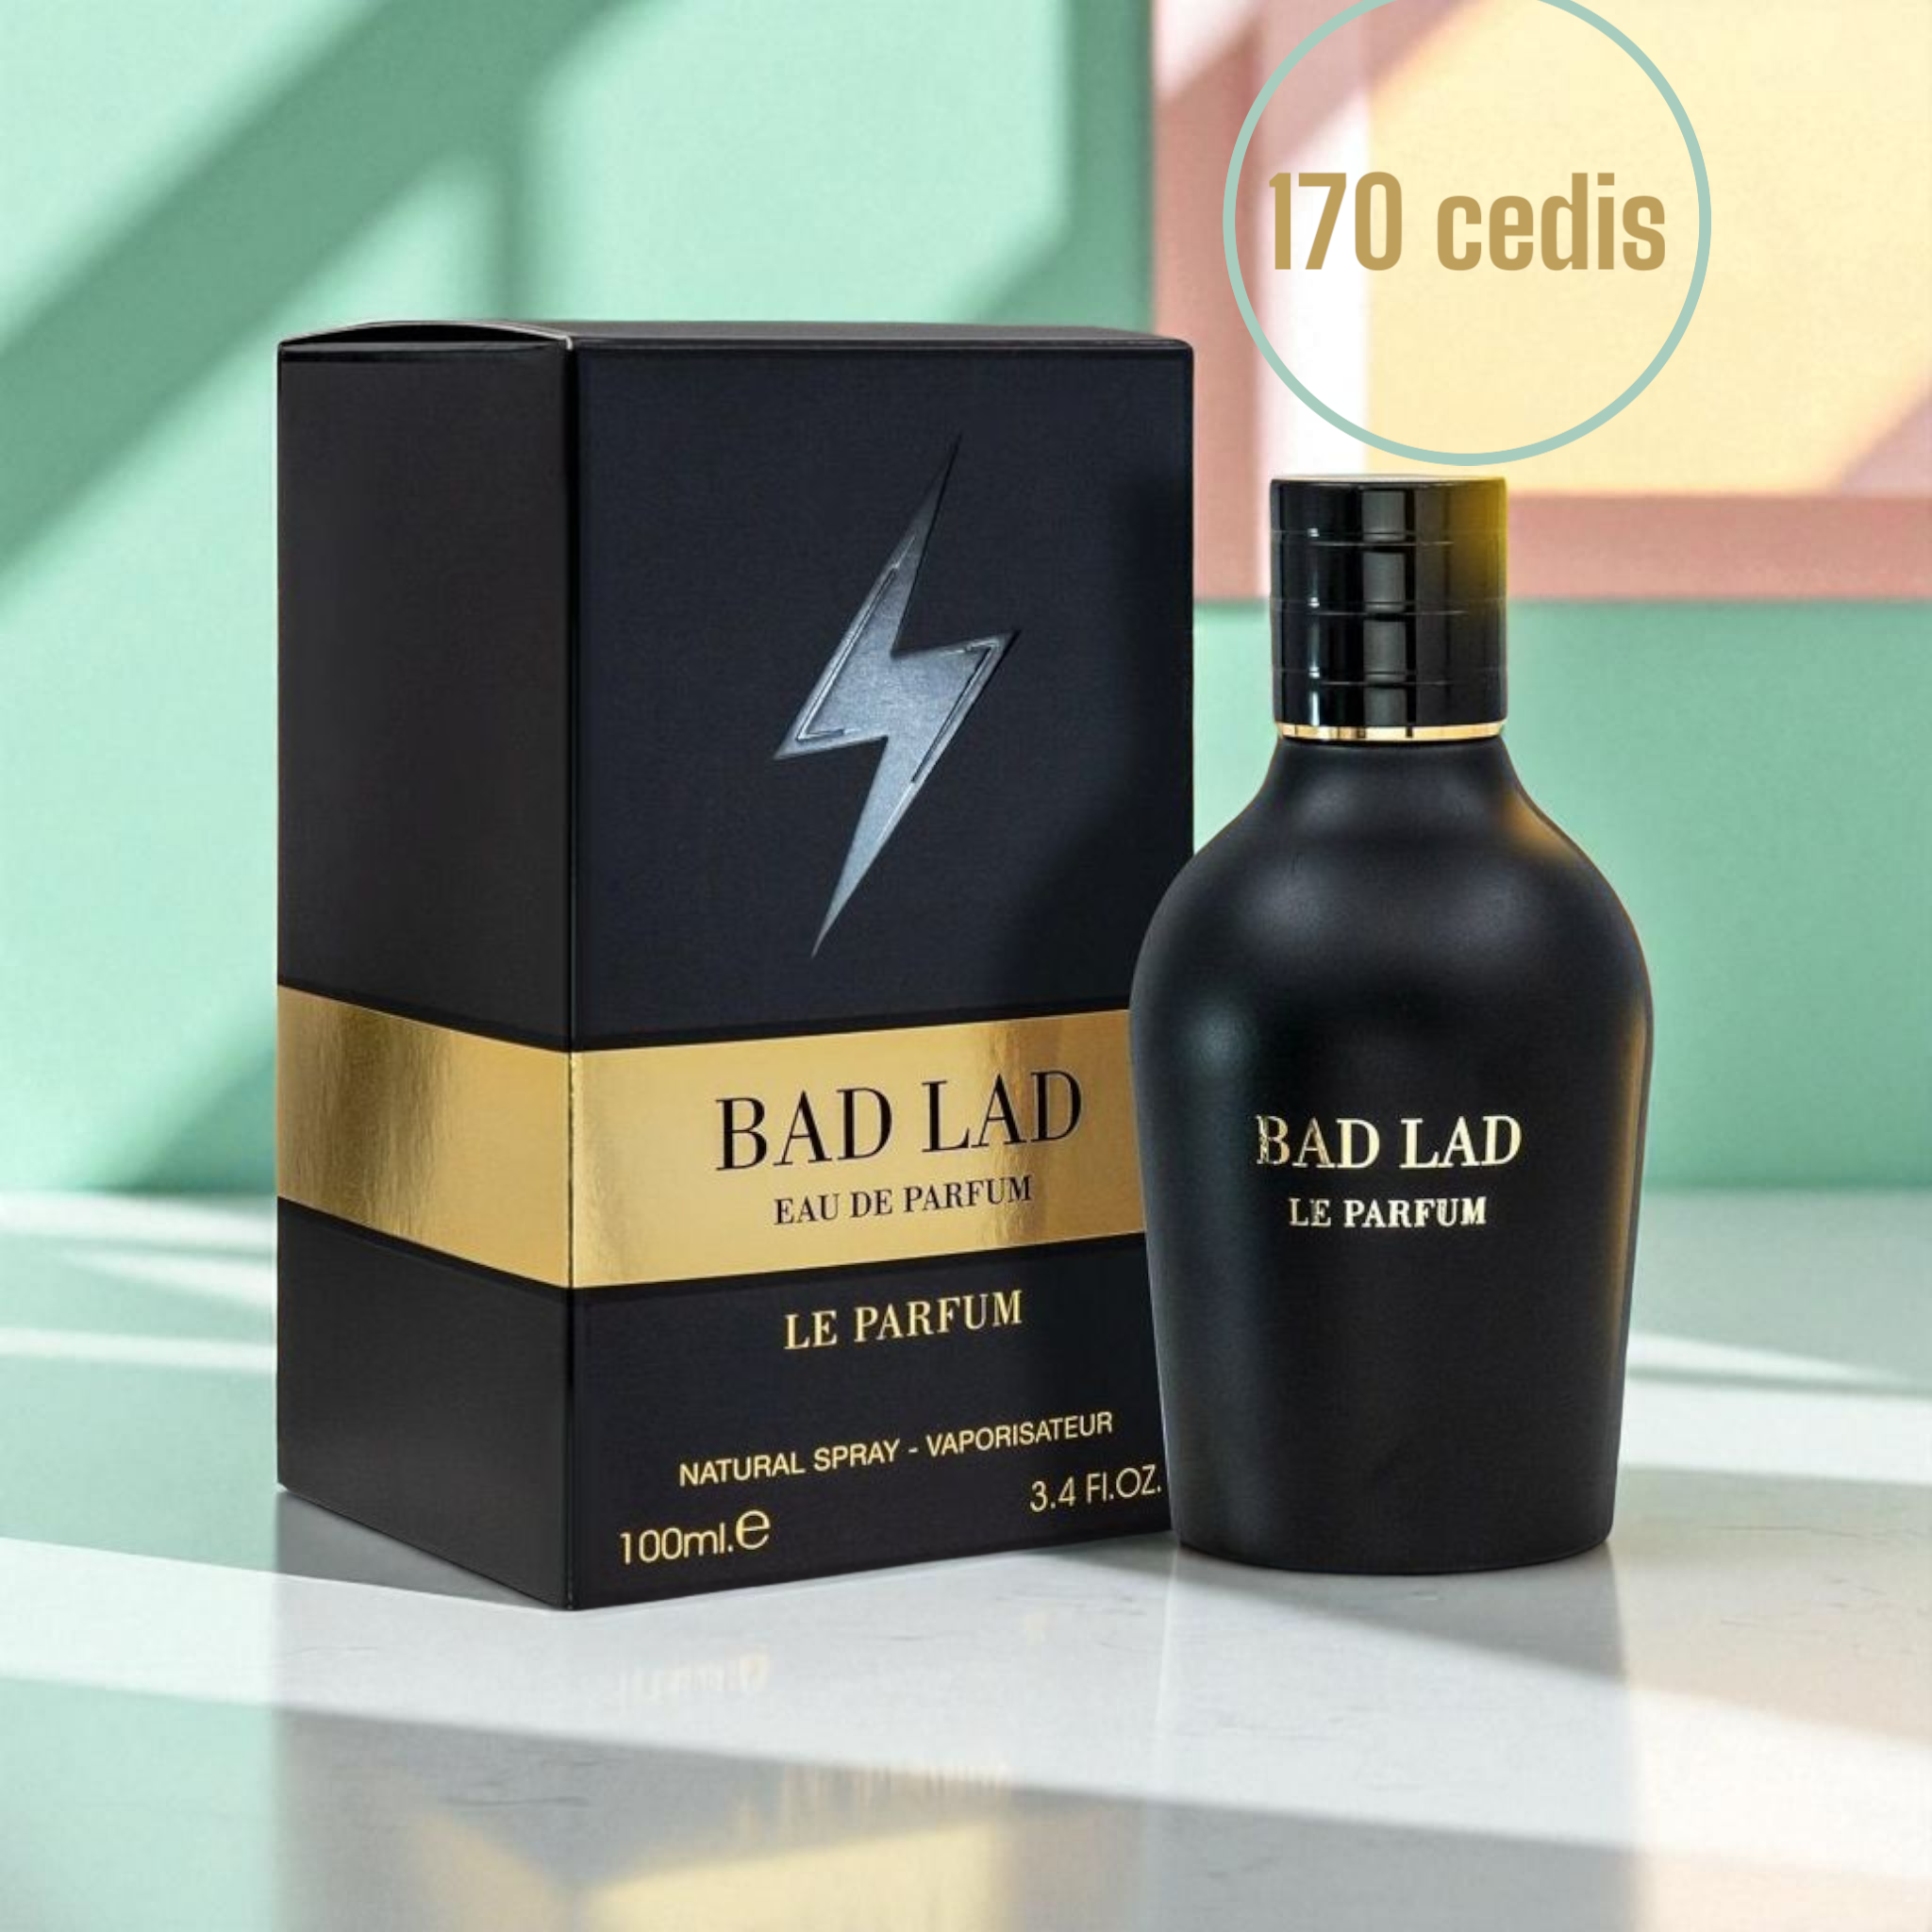 170 cedis
BAD LAD
EAU DE PARFUM
LE PARFUM
NATURAL SPRAY - VAPORISATEUR
3.4 Fl.OZ.
100ml.e
BAD LAD
LE PARFUM